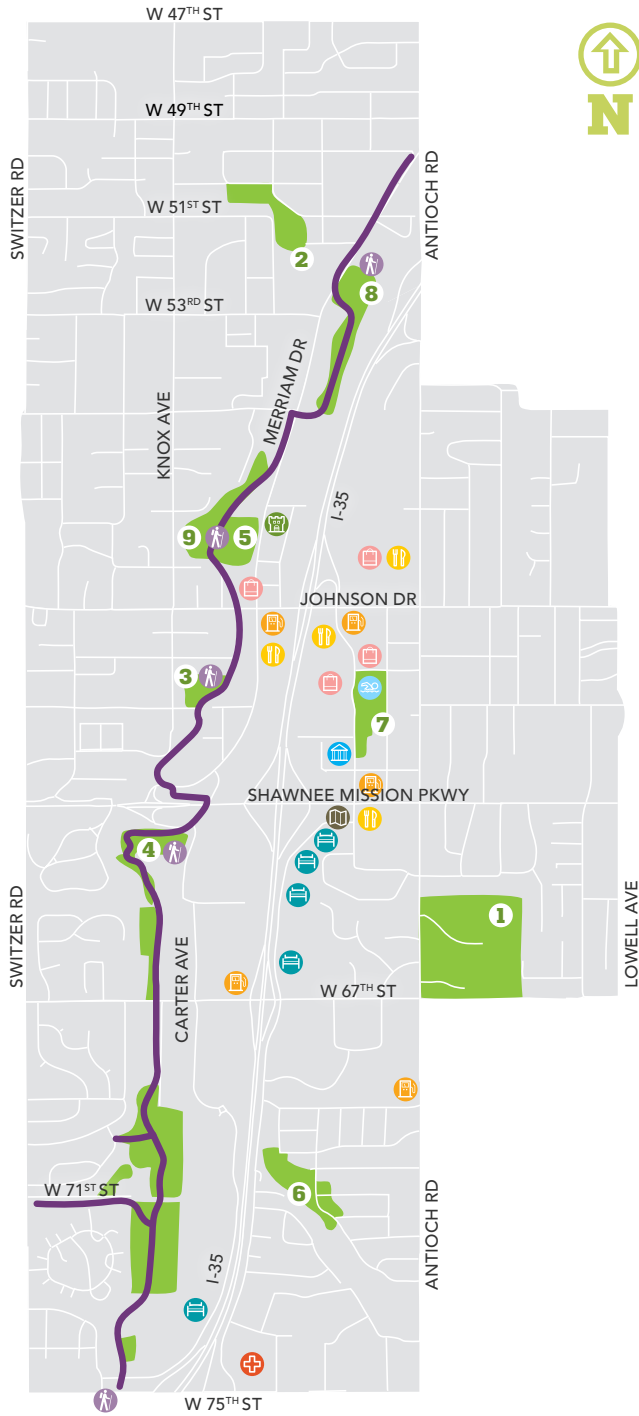 W 47TH ST
N
W 49TH ST
SWITZER RD
ANTIOCH RD
W 51ST ST
2
8
W 53RD ST
MERRIAM DR
KNOX AVE
I-35
9
5
JOHNSON DR
3
7
SHAWNEE MISSION PKWY
4
SWITZER RD
1
LOWELL AVE
CARTER AVE
W 67TH ST
W 71ST ST
6
ANTIOCH RD
I-35
W 75TH ST